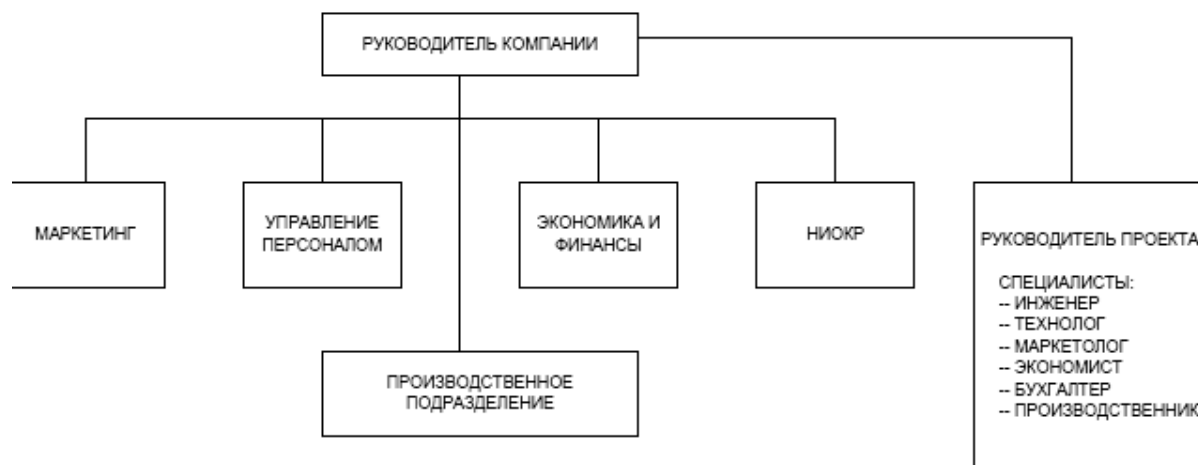 РУКОВОДИТЕЛЬ КОМПАНИИ
МАРКЕТИНГ
УПРАВЛЕНИЕ
ПЕРСОНАЛОМ
ЭКОНОМИКА И
ФИНАНСЫ
НИОКР
РУКОВОДИТЕЛЬ ПРОЕКТА
СПЕЦИАЛИСТЫ:
-- ИНЖЕНЕР
-- ТЕХНОЛОГ
-- МАРКЕТОЛОГ
-- ЭКОНОМИСТ
-- БУХГАЛТЕР
-- ПРОИЗВОДСТВЕННИК
ПРОИЗВОДСТВЕННОЕ
ПОДРАЗДЕЛЕНИЕ